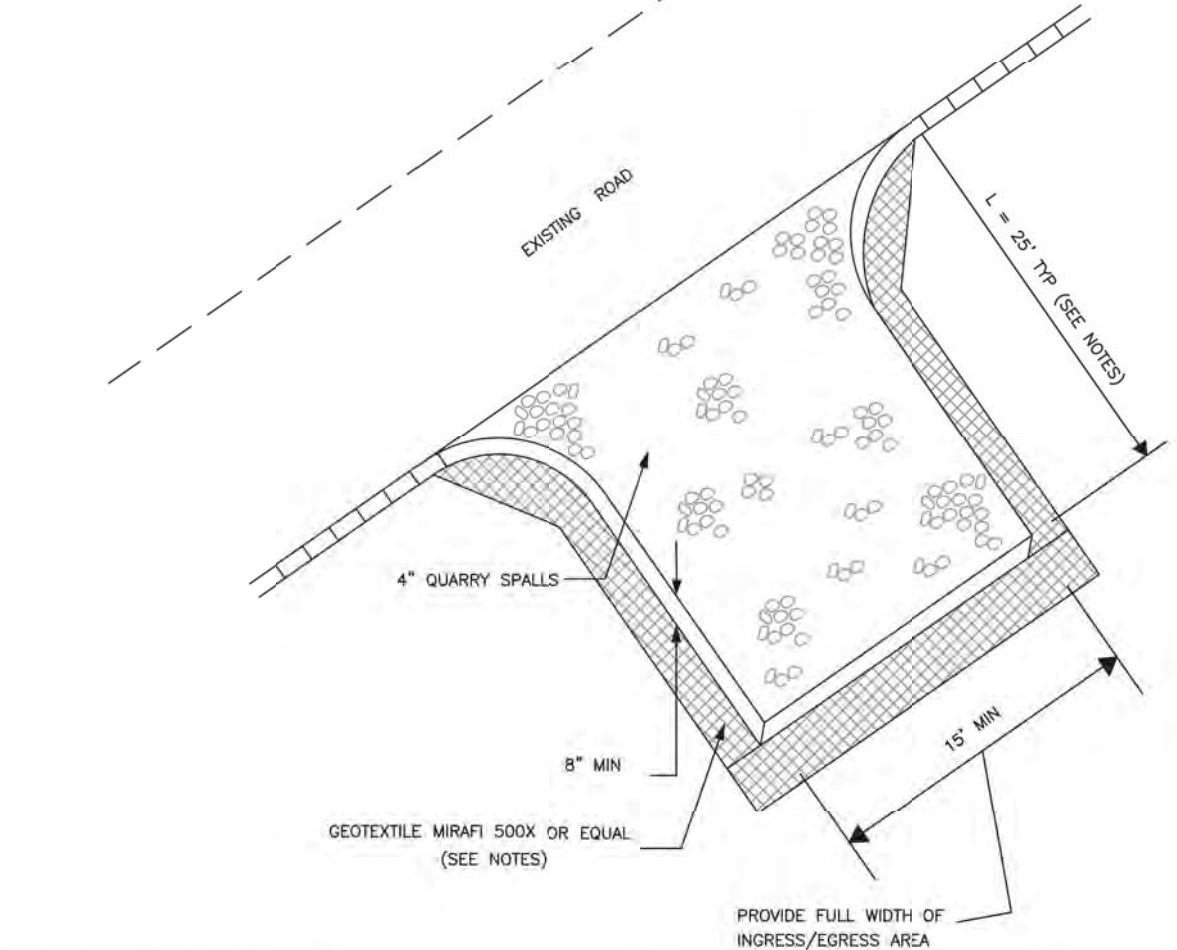 EXISTING ROAD
L = 25' TYP (SEE NOTES)
4" QUARRY SPALLS
8" MIN
15' MIN
GEOTEXTILE MIRAFI 500X OR EQUAL
(SEE NOTES)
PROVIDE FULL WIDTH OF
INGRESS/EGRESS AREA